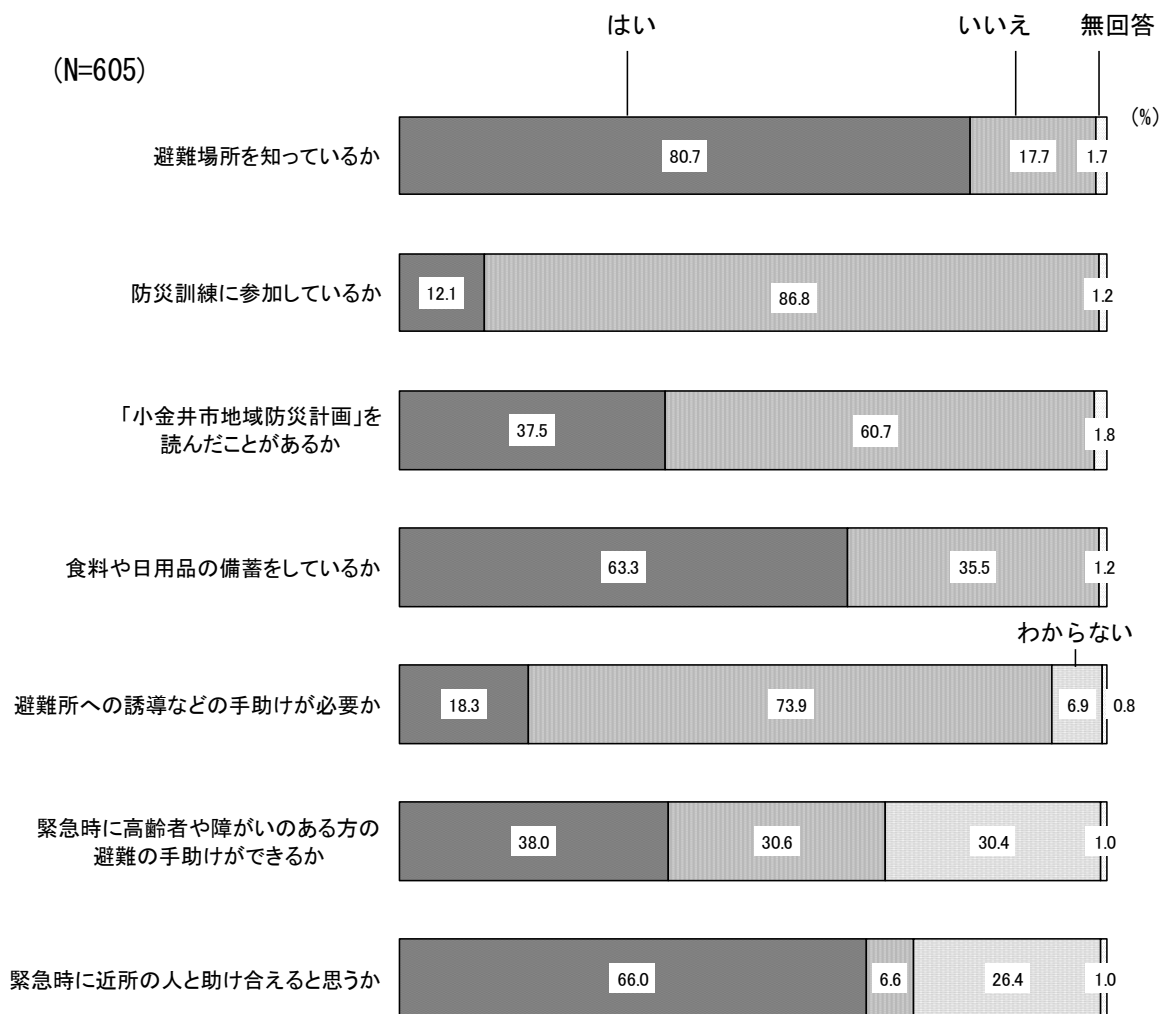 はい いいえ 無回答
(N=605)
(%)
避難場所を知っているか 80.7 17.7 1.7
防災訓練に参加しているか 12.1 86.8 1.2
「小金井市地域防災計画」を
読んだことがあるか 37.5 60.7 1.8
食料や日用品の備蓄をしているか 63.3 35.5 1.2
わからない
避難所への誘導などの手助けが必要か 18.3 73.9 6.9 0.8
緊急時に高齢者や障がいのある方の
避難の手助けができるか 38.0 30.6 30.4 1.0
緊急時に近所の人と助け合えると思うか 66.0 6.6 26.4 1.0